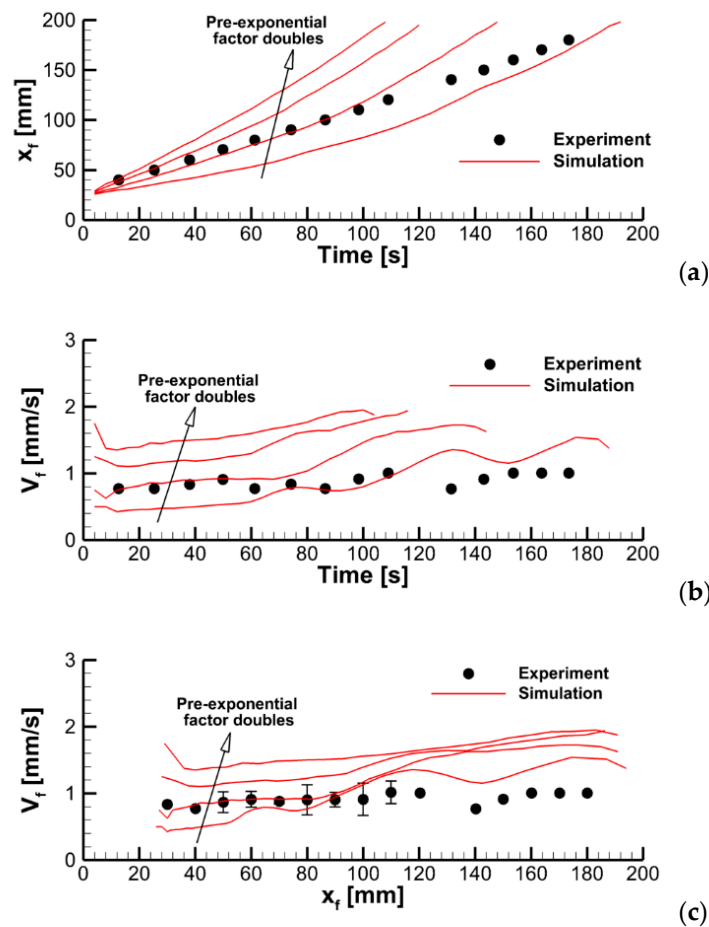 200
150
100
50
0
x_f [mm]
Pre-exponential
factor doubles
Experiment
Simulation
0 20 40 60 80 100 120 140 160 180 200
Time [s]
(a)
3
2
1
0
V_f [mm/s]
Pre-exponential
factor doubles
Experiment
Simulation
0 20 40 60 80 100 120 140 160 180 200
Time [s]
(b)
3
2
1
0
V_f [mm/s]
Pre-exponential
factor doubles
Experiment
Simulation
0 20 40 60 80 100 120 140 160 180 200
x_f [mm]
(c)